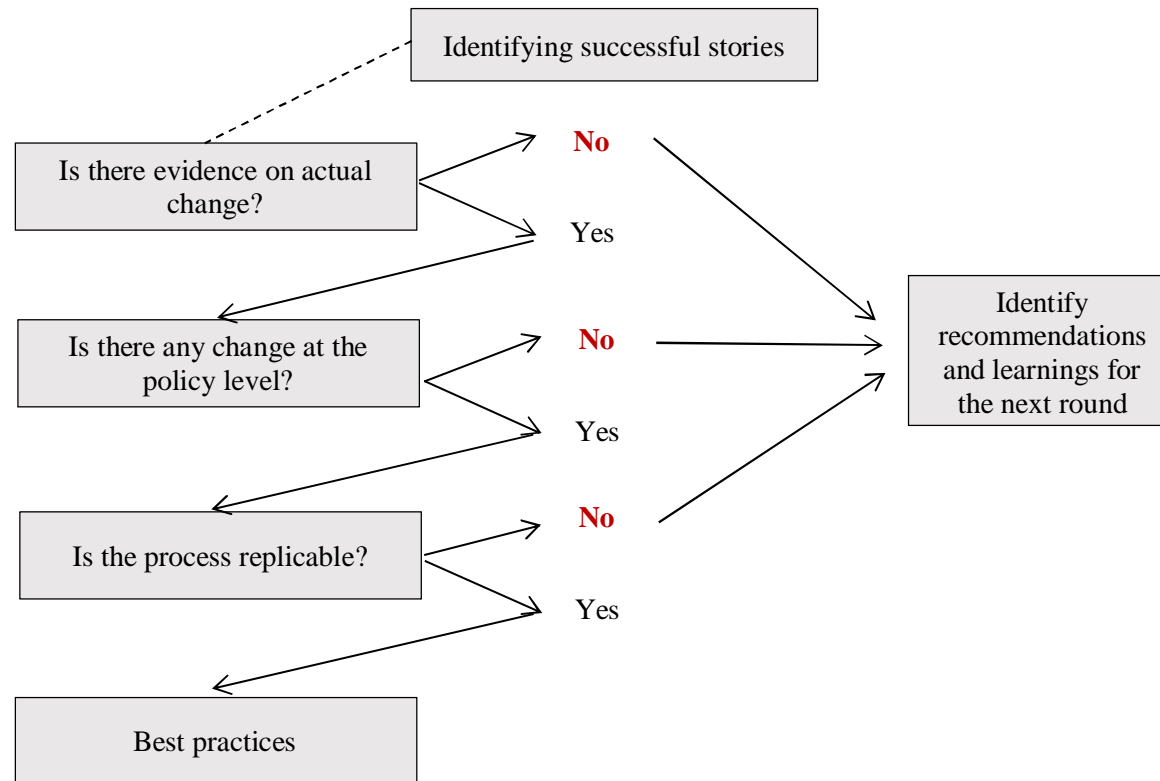 Identifying successful stories
Is there evidence on actual
change?
No
Yes
Is there any change at the
policy level?
No
Yes
Identify
recommendations
and learnings for
the next round
Is the process replicable?
No
Yes
Best practices